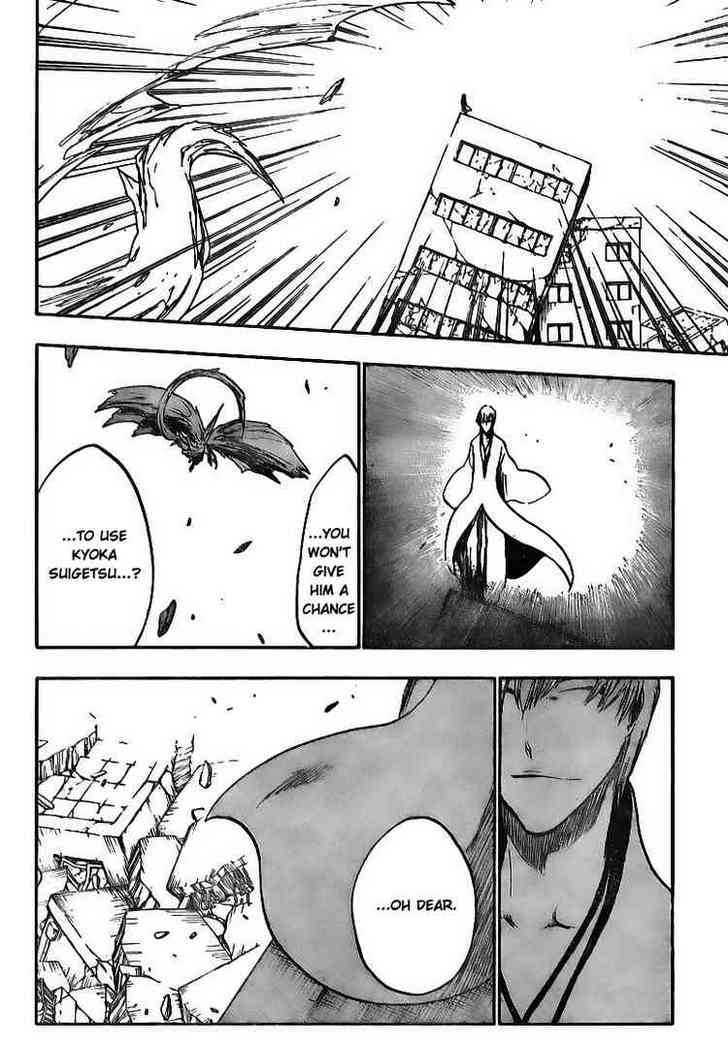 ...YOU
WON'T
GIVE
HIM A
CHANCE
...
...TO USE
KYOKA
SUIGETSU...?
...OH DEAR.